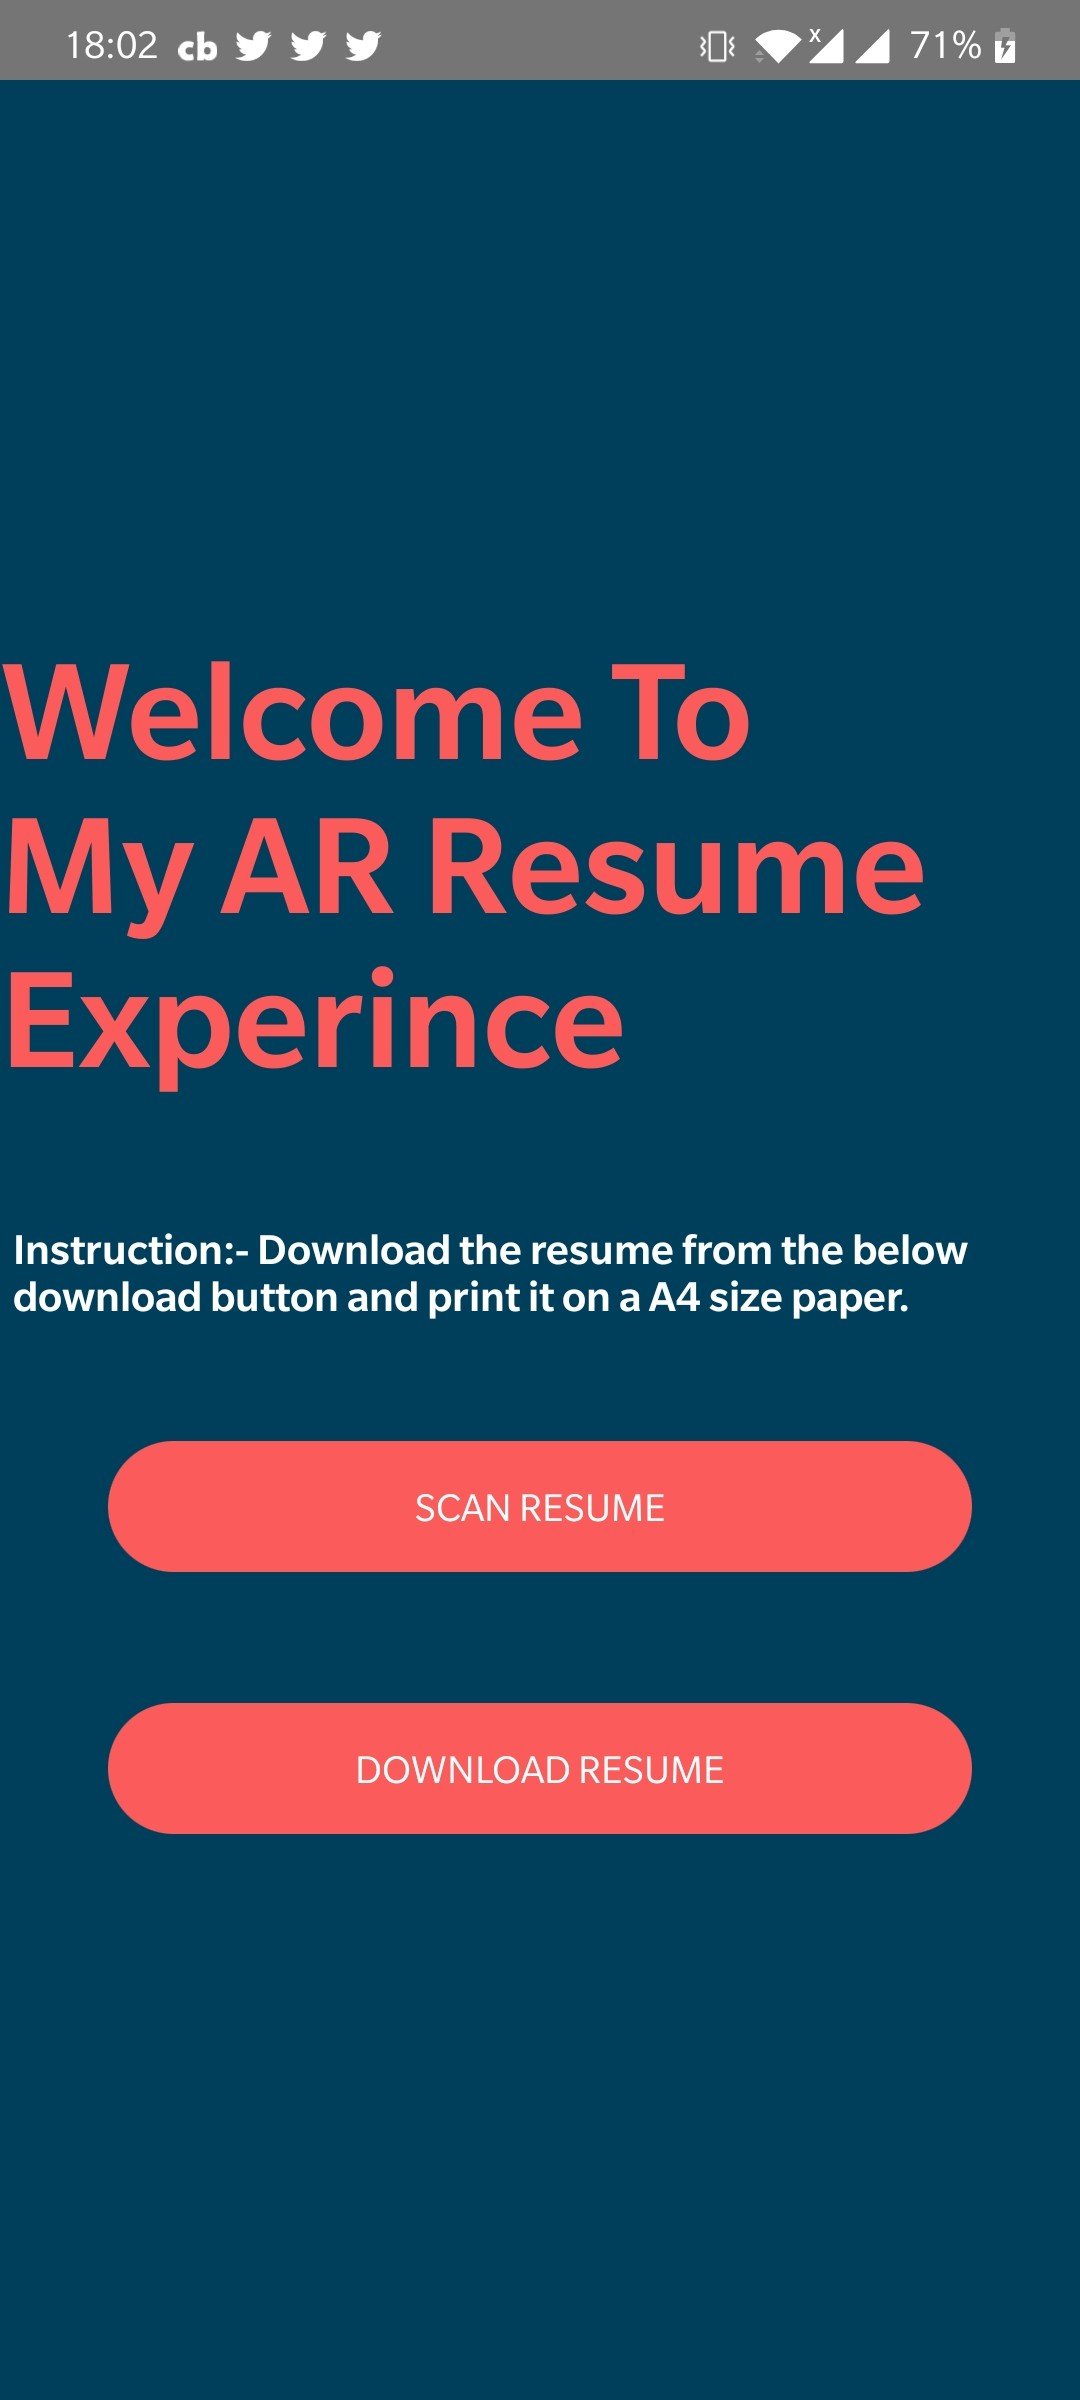 18:02 cb 71%
Welcome To
My AR Resume
Experince
Instruction:- Download the resume from the below
download button and print it on a A4 size paper.
SCAN RESUME
DOWNLOAD RESUME